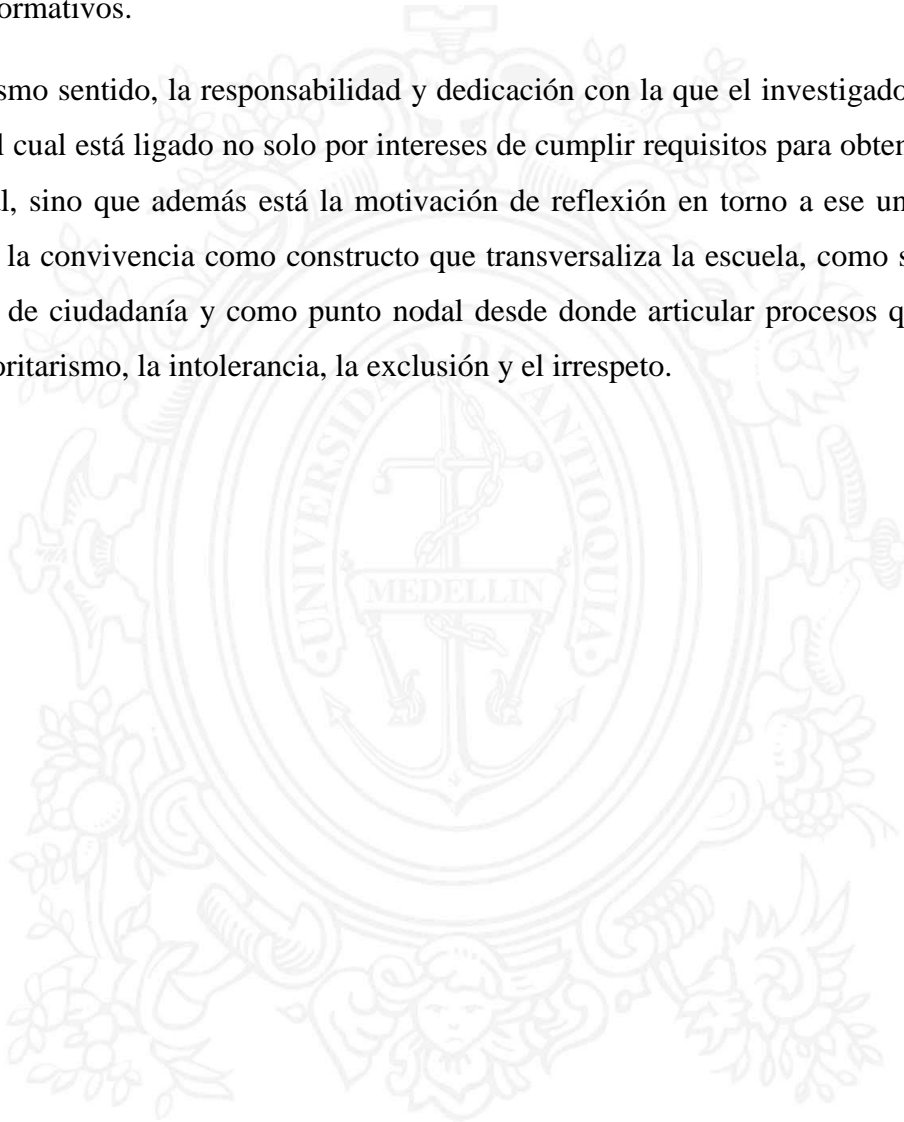 ormativos.
smo sentido, la responsabilidad y dedicación con la que el investigado
l cual está ligado no solo por intereses de cumplir requisitos para obten
l, sino que además está la motivación de reflexión en torno a ese un
la convivencia como constructo que transversaliza la escuela, como s
de ciudadanía y como punto nodal desde donde articular procesos q
oritarismo, la intolerancia, la exclusión y el irrespeto.
UNIVERSIDAD D ANTIOQUIA
MEDELLIN